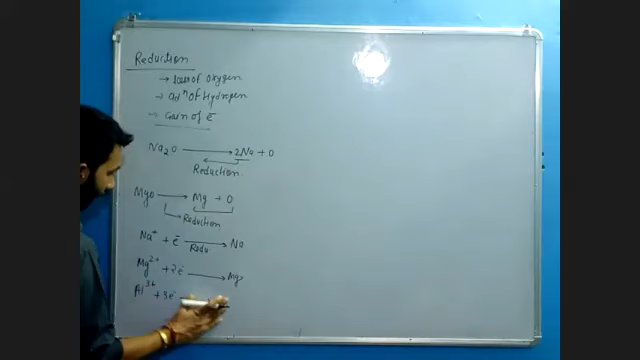 Reduction
→ loss of oxygen
→ adⁿ of Hydrogen
→ Gain of e̅
Na₂O → 2Na + O
Reduction
MgO → Mg + O
Reduction
Na⁺ + e̅ → Na
Redu
Mg²⁺ + 2e̅ → Mg
Al³⁺ + 3e̅